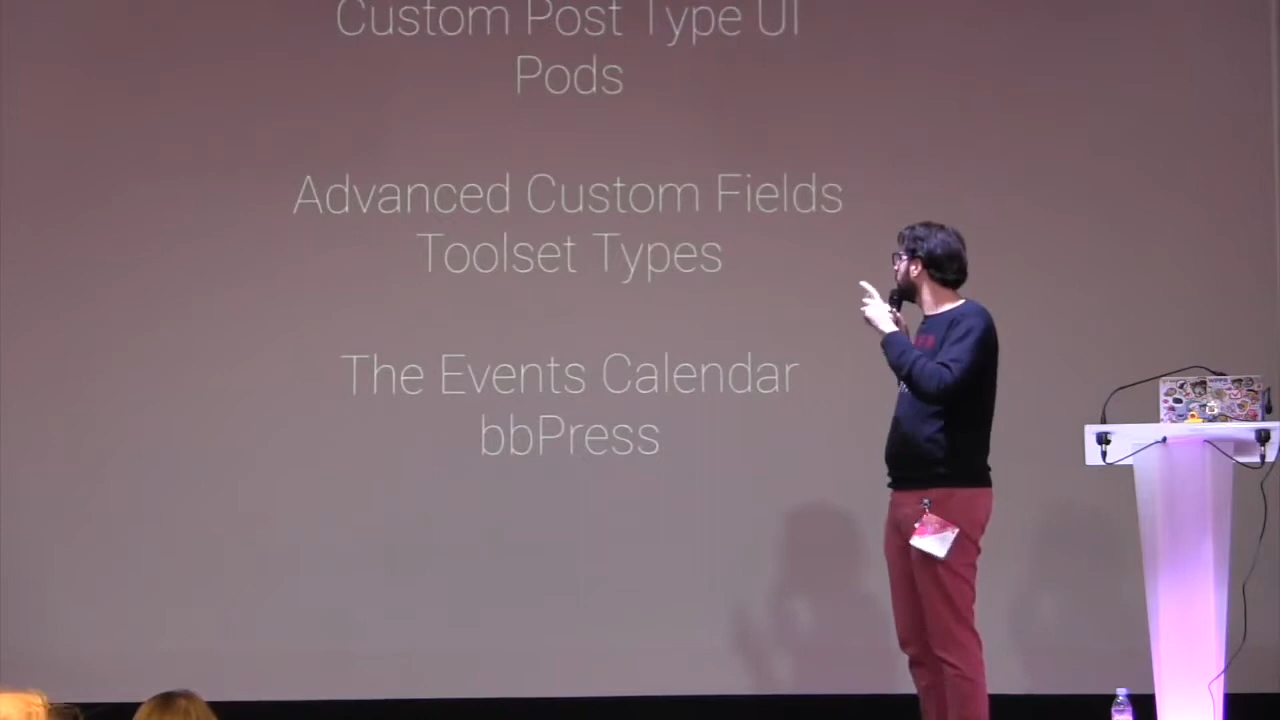 Custom Post Type UI
Pods
Advanced Custom Fields
Toolset Types
The Events Calendar
bbPress